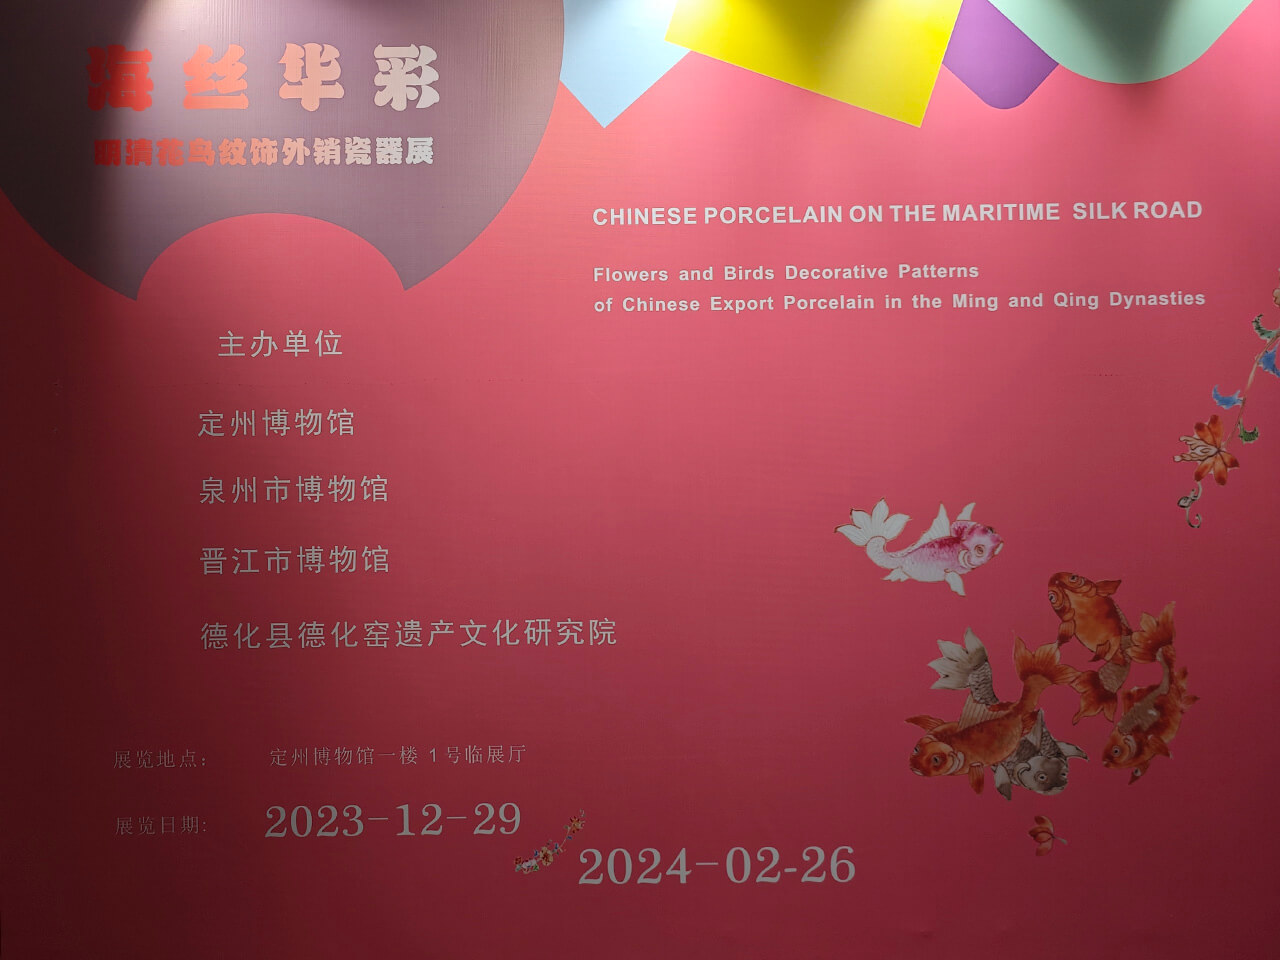 海丝华彩
明清花鸟纹饰外销瓷器展
CHINESE PORCELAIN ON THE MARITIME SILK ROAD
Flowers and Birds Decorative Patterns
of Chinese Export Porcelain in the Ming and Qing Dynasties
主办单位
定州博物馆
泉州市博物馆
晋江市博物馆
德化县德化窑遗产文化研究院
展览地点： 定州博物馆一楼 1号临展厅
展览日期: 2023-12-29
2024-02-26